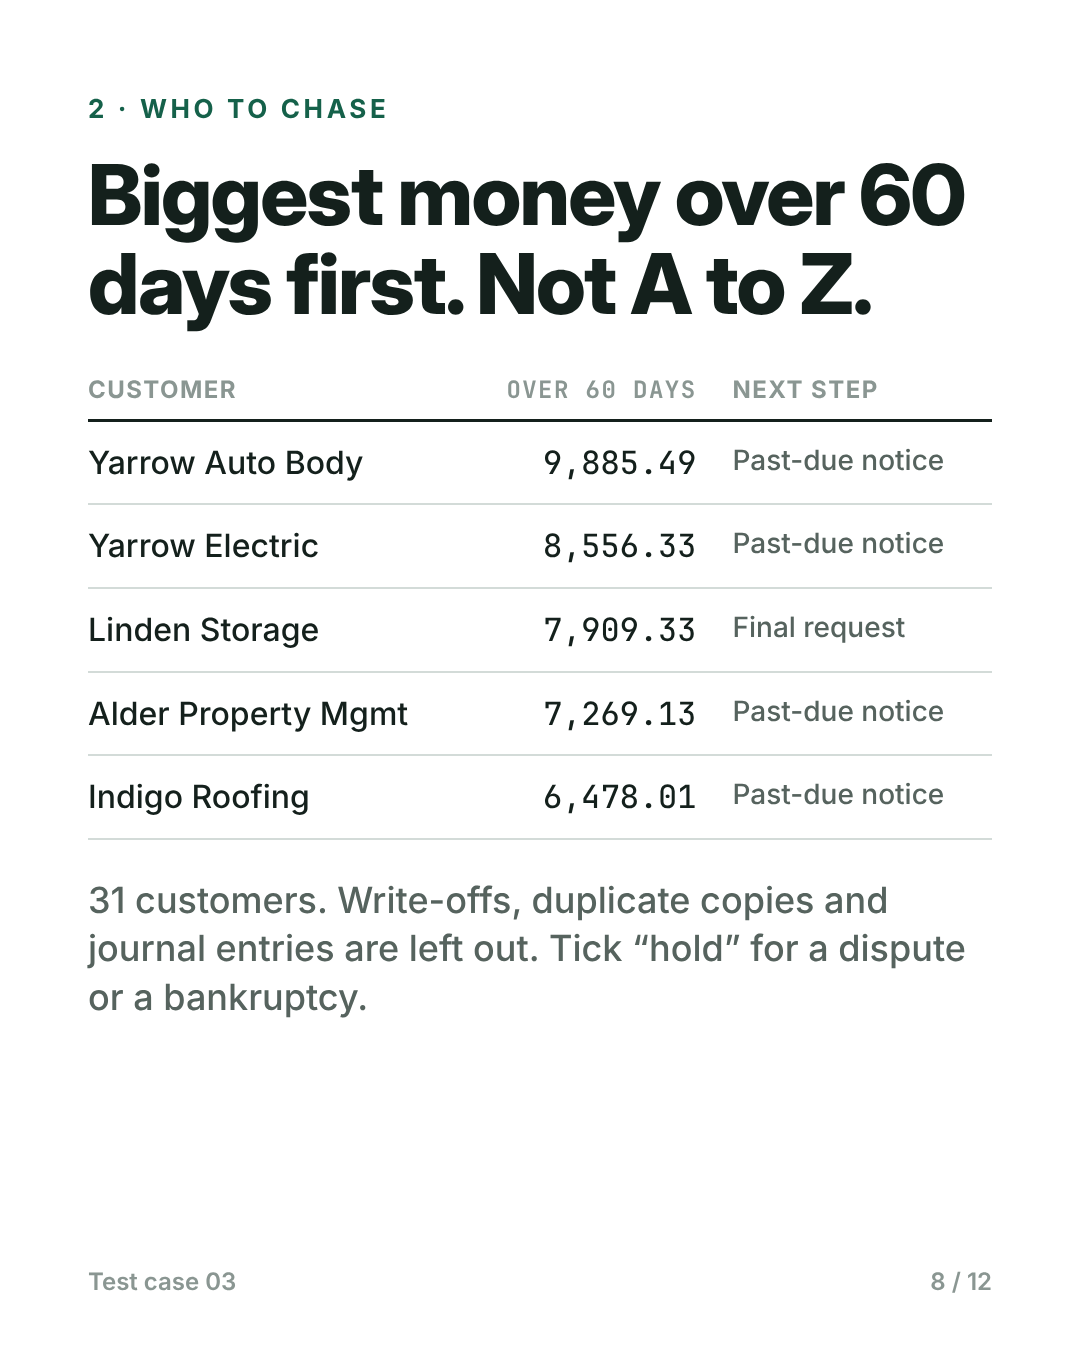 2 · WHO TO CHASE
Biggest money over 60
days first. Not A to Z.
CUSTOMER OVER 60 DAYS NEXT STEP
Yarrow Auto Body 9,885.49 Past-due notice
Yarrow Electric 8,556.33 Past-due notice
Linden Storage 7,909.33 Final request
Alder Property Mgmt 7,269.13 Past-due notice
Indigo Roofing 6,478.01 Past-due notice
31 customers. Write-offs, duplicate copies and
journal entries are left out. Tick “hold” for a dispute
or a bankruptcy.
Test case 03 8 / 12